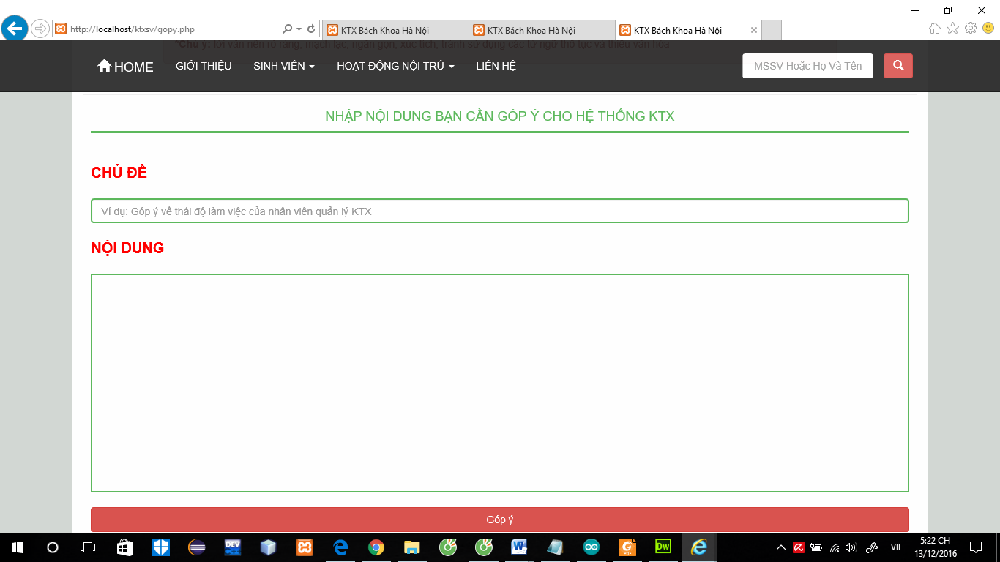 http://localhost/ktxsv/gopy.php
KTX Bách Khoa Hà Nội
KTX Bách Khoa Hà Nội
KTX Bách Khoa Hà Nội
*Chú ý: lời văn nên rõ ràng, mạch lạc, ngắn gọn, xúc tích, tránh sử dụng các từ ngữ thô tục và thiếu văn hóa
HOME
GIỚI THIỆU
SINH VIÊN
HOẠT ĐỘNG NỘI TRÚ
LIÊN HỆ
MSSV Hoặc Họ Và Tên
NHẬP NỘI DUNG BẠN CẦN GÓP Ý CHO HỆ THỐNG KTX
CHỦ ĐỀ
Ví dụ: Góp ý về thái độ làm việc của nhân viên quản lý KTX
NỘI DUNG
Góp ý
DEV
PDF
Dw
VIE
5:22 CH
13/12/2016